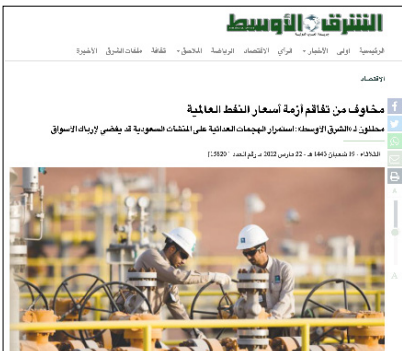 الشرق الأوسط
الرئيسية أولى الأخبار الرأي الاقتصاد الرياضة الملاحق ثقافة ملفات الشرق الأخيرة
الاقتصاد
مخاوف من تفاقم أزمة أسعار النفط العالمية
محللون لـ «الشرق الأوسط»: استمرار الهجمات العدائية على المنشآت السعودية قد يفضي لإرباك الأسواق
الثلاثاء - 19 شعبان 1443 هـ - 22 مارس 2022 مـ رقم العدد [15820]
A
A